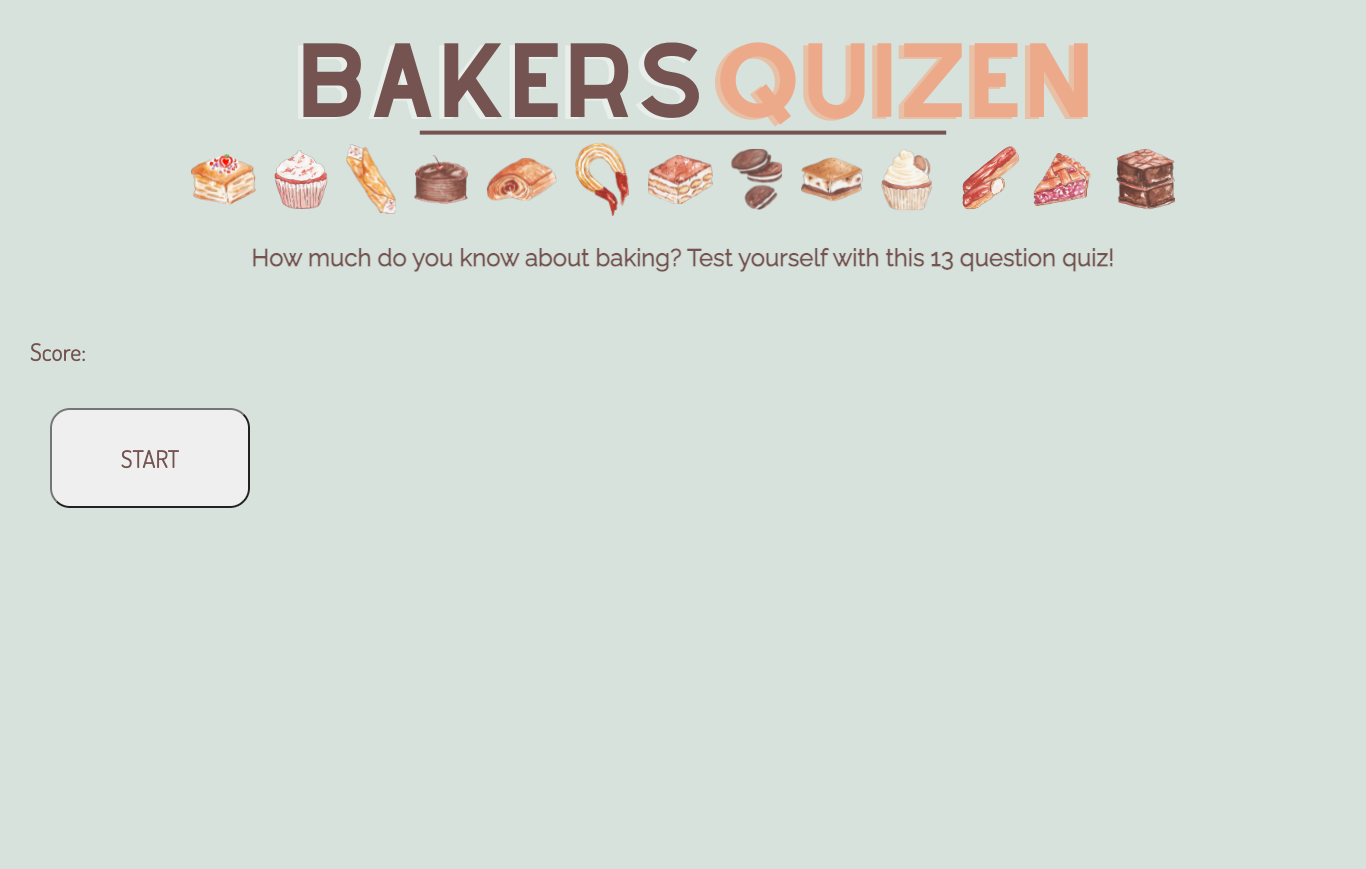 BAKERS QUIZEN
How much do you know about baking? Test yourself with this 13 question quiz!
Score:
START